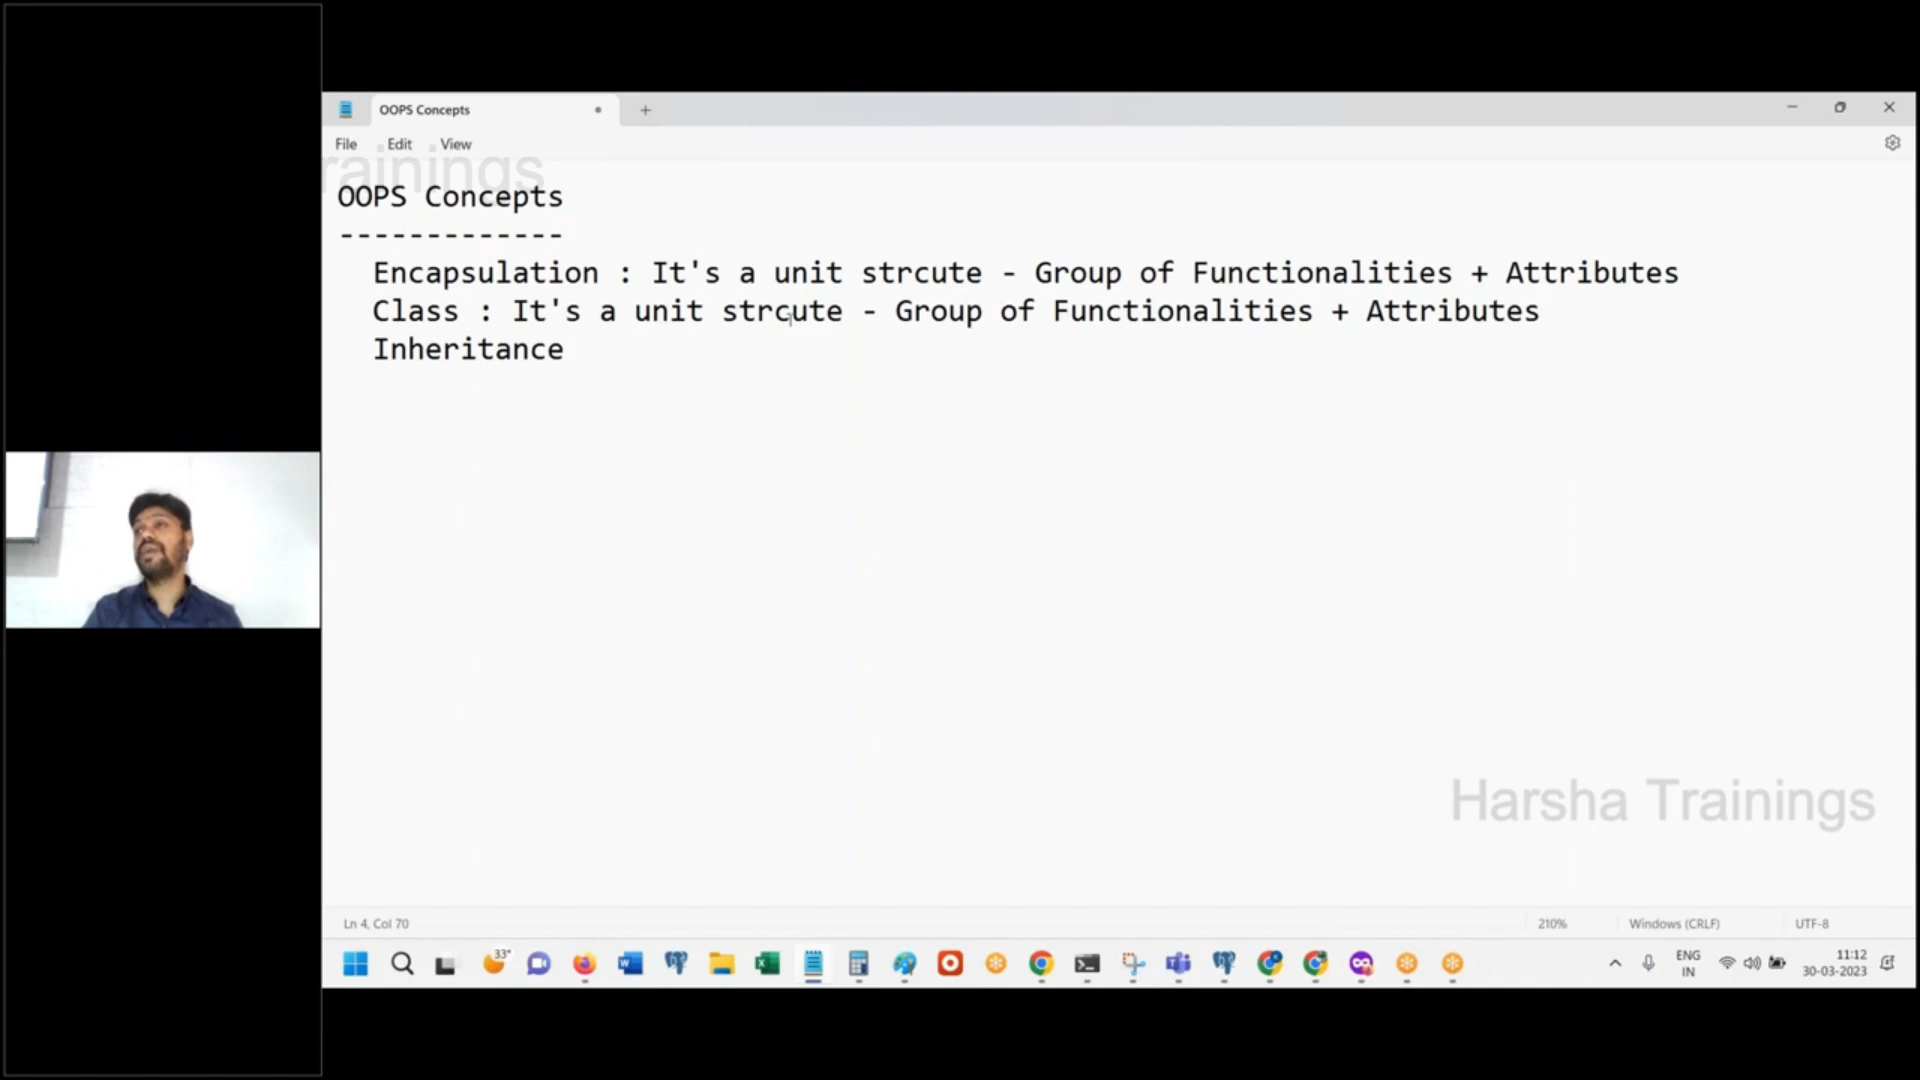 OOPS Concepts
File Edit View
rainings
OOPS Concepts
-------------
Encapsulation : It's a unit strcute - Group of Functionalities + Attributes
Class : It's a unit strcute - Group of Functionalities + Attributes
Inheritance
Harsha Trainings
Ln 4, Col 70 210% Windows (CRLF) UTF-8
33° ENG 11:12
IN 30-03-2023